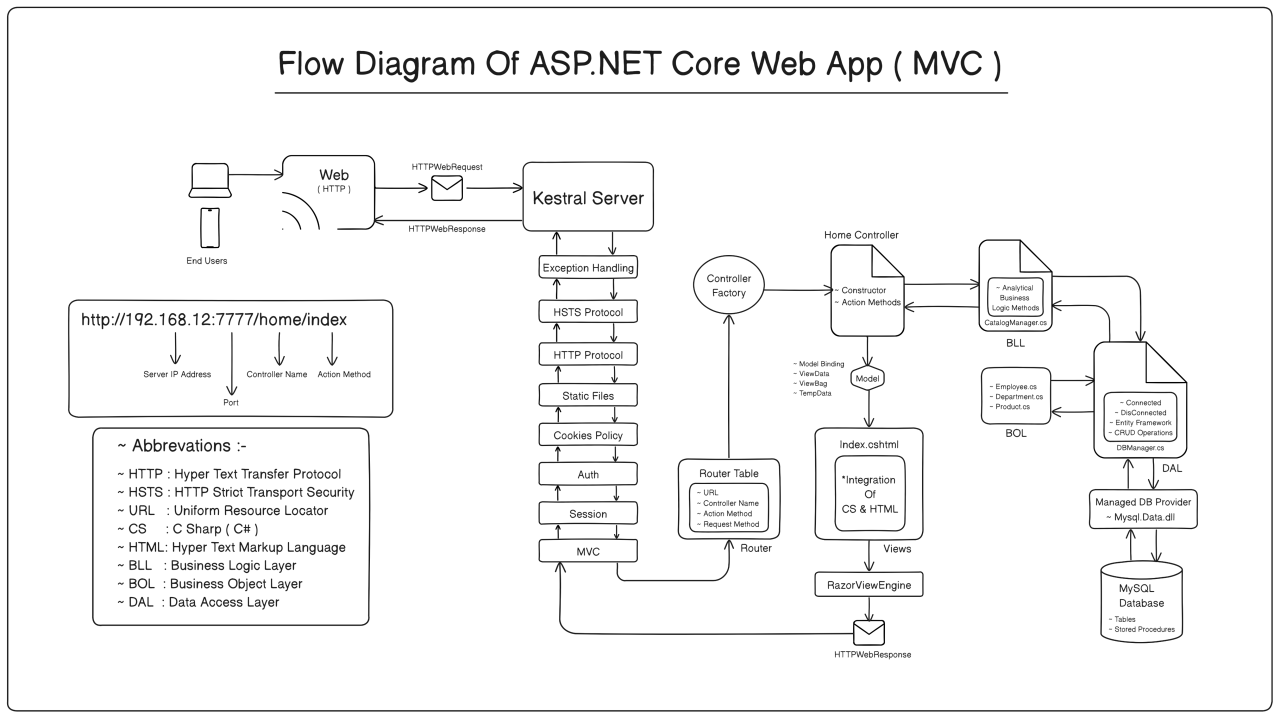 Flow Diagram Of ASP.NET Core Web App ( MVC )
End Users
Web
( HTTP )
HTTPWebRequest
HTTPWebResponse
Kestral Server
Exception Handling
HSTS Protocol
HTTP Protocol
Static Files
Cookies Policy
Auth
Session
MVC
http://192.168.12:7777/home/index
Server IP Address
Port
Controller Name
Action Method
~ Abbrevations :-
~ HTTP : Hyper Text Transfer Protocol
~ HSTS : HTTP Strict Transport Security
~ URL : Uniform Resource Locator
~ CS : C Sharp ( C# )
~ HTML: Hyper Text Markup Language
~ BLL : Business Logic Layer
~ BOL : Business Object Layer
~ DAL : Data Access Layer
Router Table
~ URL
~ Controller Name
~ Action Method
~ Request Method
Router
Controller
Factory
Home Controller
~ Constructor
~ Action Methods
~ Model Binding
~ ViewData
~ ViewBag
~ TempData
Model
Index.cshtml
*Integration
Of
CS & HTML
Views
RazorViewEngine
HTTPWebResponse
~ Analytical
Business
Logic Methods
CatalogManager.cs
BLL
~ Employee.cs
~ Department.cs
~ Product.cs
BOL
~ Connected
~ DisConnected
~ Entity Framework
~ CRUD Operations
DBManager.cs
DAL
Managed DB Provider
~ Mysql.Data.dll
MySQL
Database
~ Tables
~ Stored Procedures